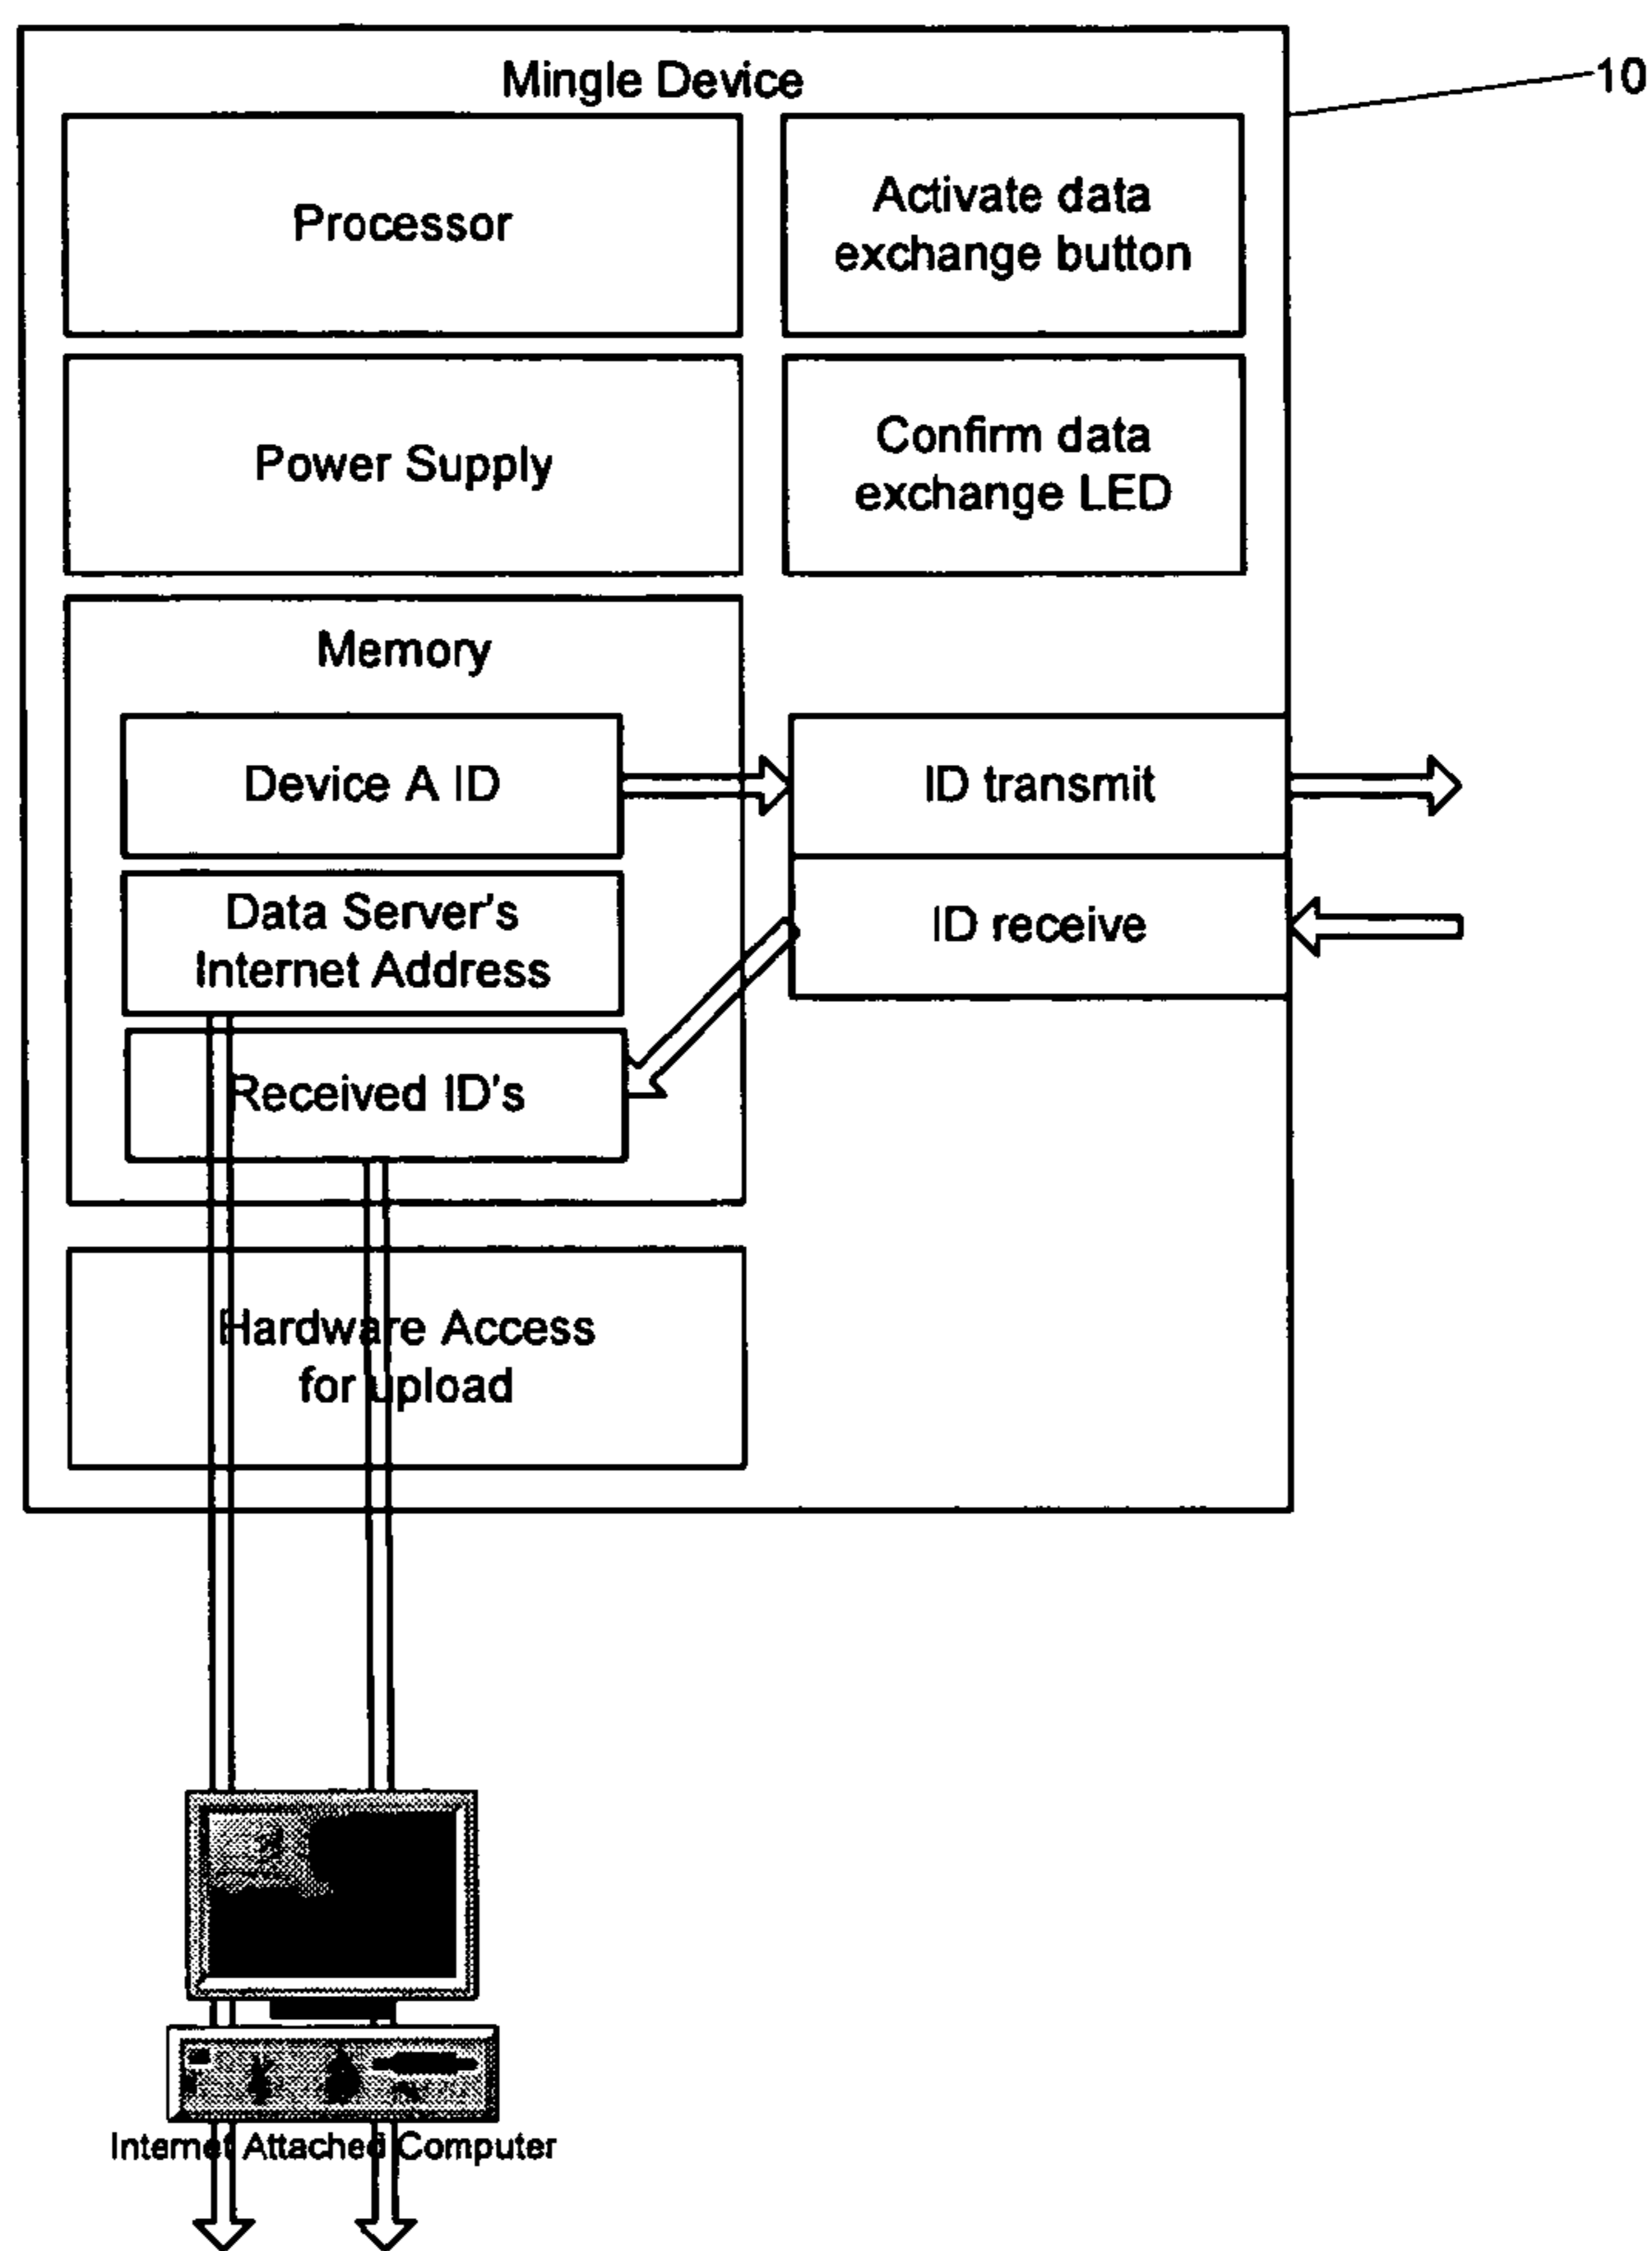 Mingle Device
10
Processor
Activate data
exchange button
Power Supply
Confirm data
exchange LED
Memory
Device A ID
ID transmit
Data Server's
Internet Address
ID receive
Received ID's
Hardware Access
for upload
Internet Attached Computer